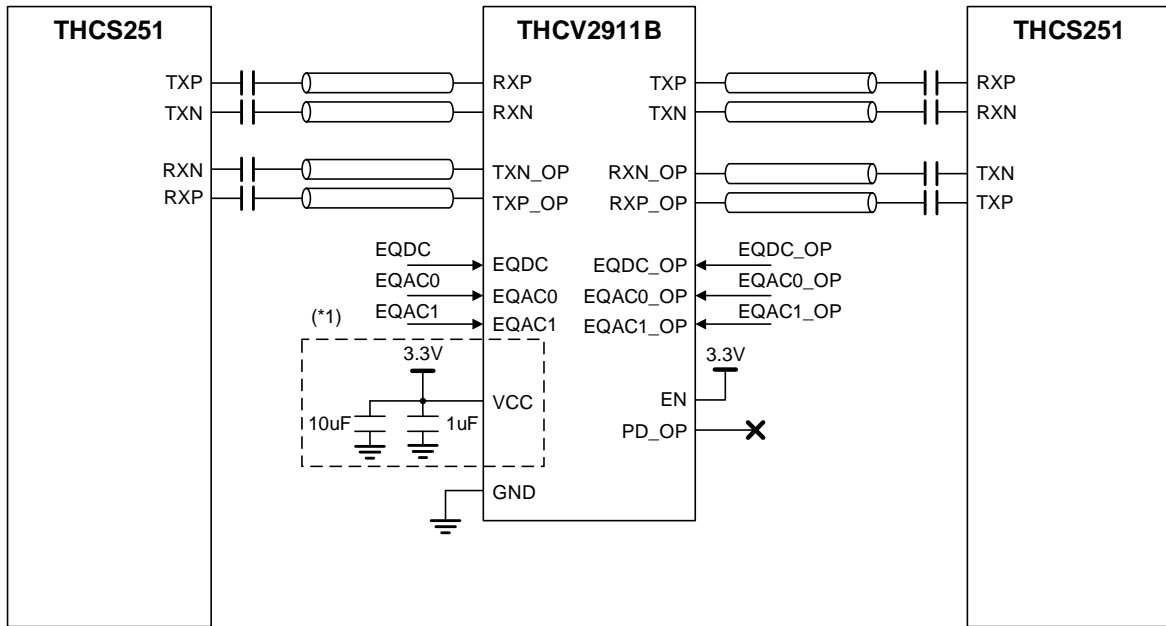 THCS251
THCV2911B
THCS251
TXP
RXP
TXP
RXP
TXN
RXN
TXN
RXN
RXN
TXN_OP
RXN_OP
TXN
RXP
TXP_OP
RXP_OP
TXP
EQDC
EQDC
EQDC_OP
EQDC_OP
EQAC0
EQAC0
EQAC0_OP
EQAC0_OP
EQAC1
EQAC1
EQAC1_OP
EQAC1_OP
(*1)
3.3V
3.3V
VCC
EN
10uF
1uF
PD_OP
GND